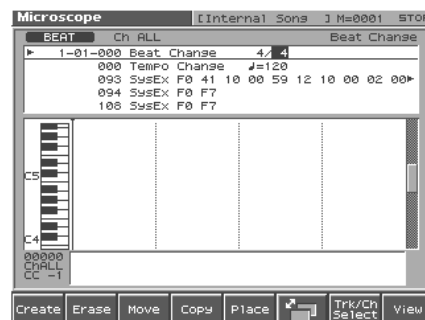 Microscope [Internal Song ] M=0001 STO
BEAT Ch ALL Beat Change
1-01-000 Beat Change 4/ 4
000 Tempo Change ♩=120
093 SysEx F0 41 10 00 59 12 10 00 02 00
094 SysEx F0 F7
108 SysEx F0 F7
C5
C4
00000
ChALL
CC -1
Create Erase Move Copy Place Trk/Ch Select View